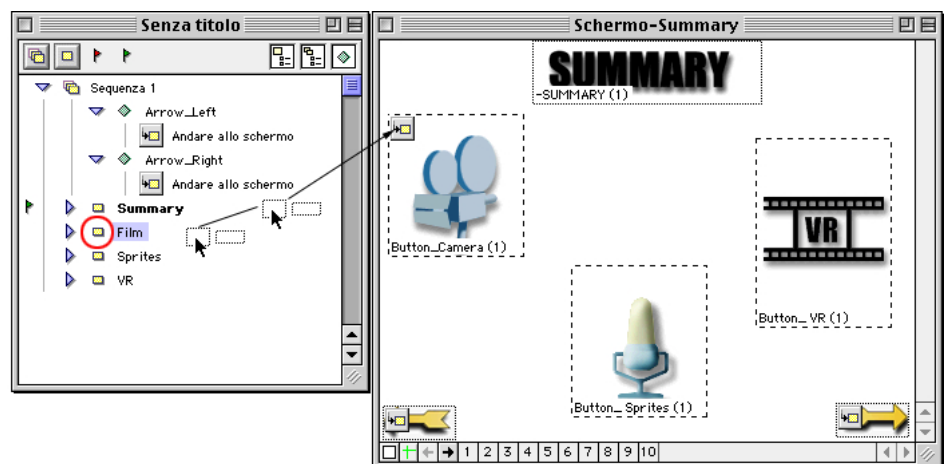 Senza titolo
Sequenza 1
Arrow_Left
Andare allo schermo
Arrow_Right
Andare allo schermo
Summary
Film
Sprites
VR
Schermo-Summary
SUMMARY
-SUMMARY (1)
Button_Camera (1)
VR
Button_ VR (1)
Button_ Sprites (1)
1 2 3 4 5 6 7 8 9 10